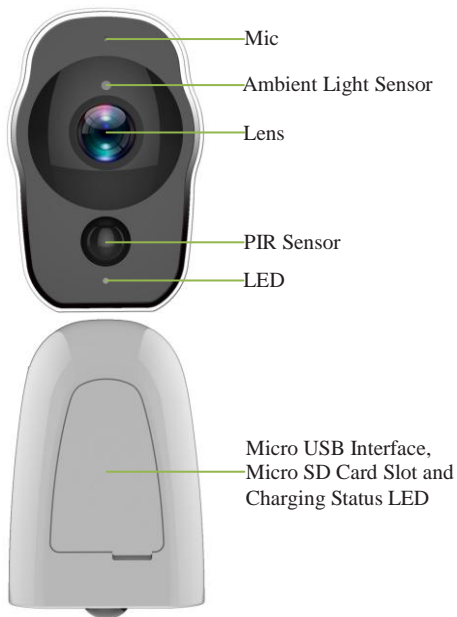 Mic
Ambient Light Sensor
Lens
PIR Sensor
LED
Micro USB Interface,
Micro SD Card Slot and
Charging Status LED